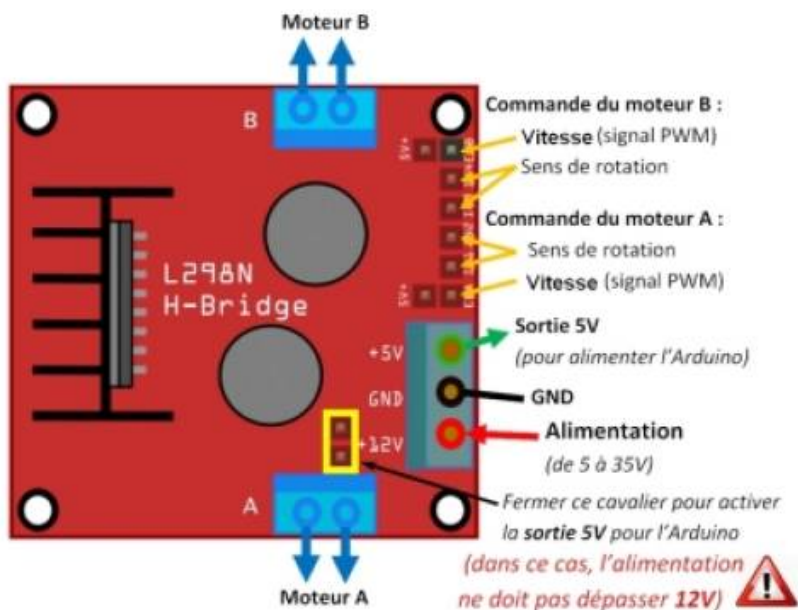 Moteur B
B
Commande du moteur B :
Vitesse (signal PWM)
Sens de rotation
5V+
Commande du moteur A :
Sens de rotation
Vitesse (signal PWM)
5V+
L298N
H-Bridge
Sortie 5V
(pour alimenter l'Arduino)
+5V
GND
GND
+12V
Alimentation
(de 5 à 35V)
A
Fermer ce cavalier pour activer
la sortie 5V pour l'Arduino
(dans ce cas, l'alimentation
ne doit pas dépasser 12V)
!
Moteur A